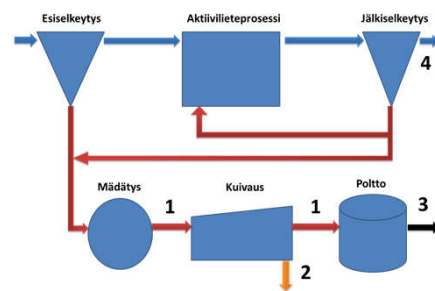 Esiselkeytys
Aktiivilieteprosessi
Jälkiselkeytys
4
Mädätys
Kuivaus
Poltto
1
1
3
2